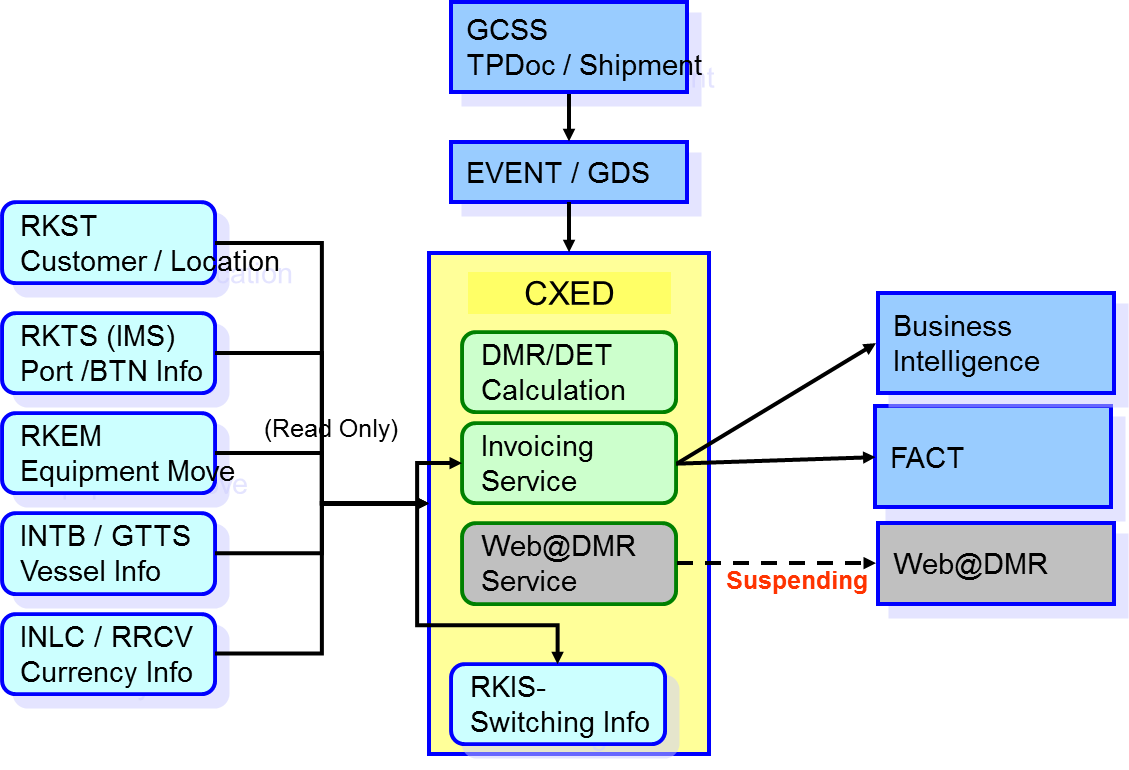 GCSS
TPDoc / Shipment
EVENT / GDS
RKST
Customer / Location
RKTS (IMS)
Port /BTN Info
RKEM
Equipment Move
INTB / GTTS
Vessel Info
INLC / RRCV
Currency Info
(Read Only)
CXED
DMR/DET
Calculation
Invoicing
Service
Web@DMR
Service
RKIS-
Switching Info
Business
Intelligence
FACT
Suspending
Web@DMR